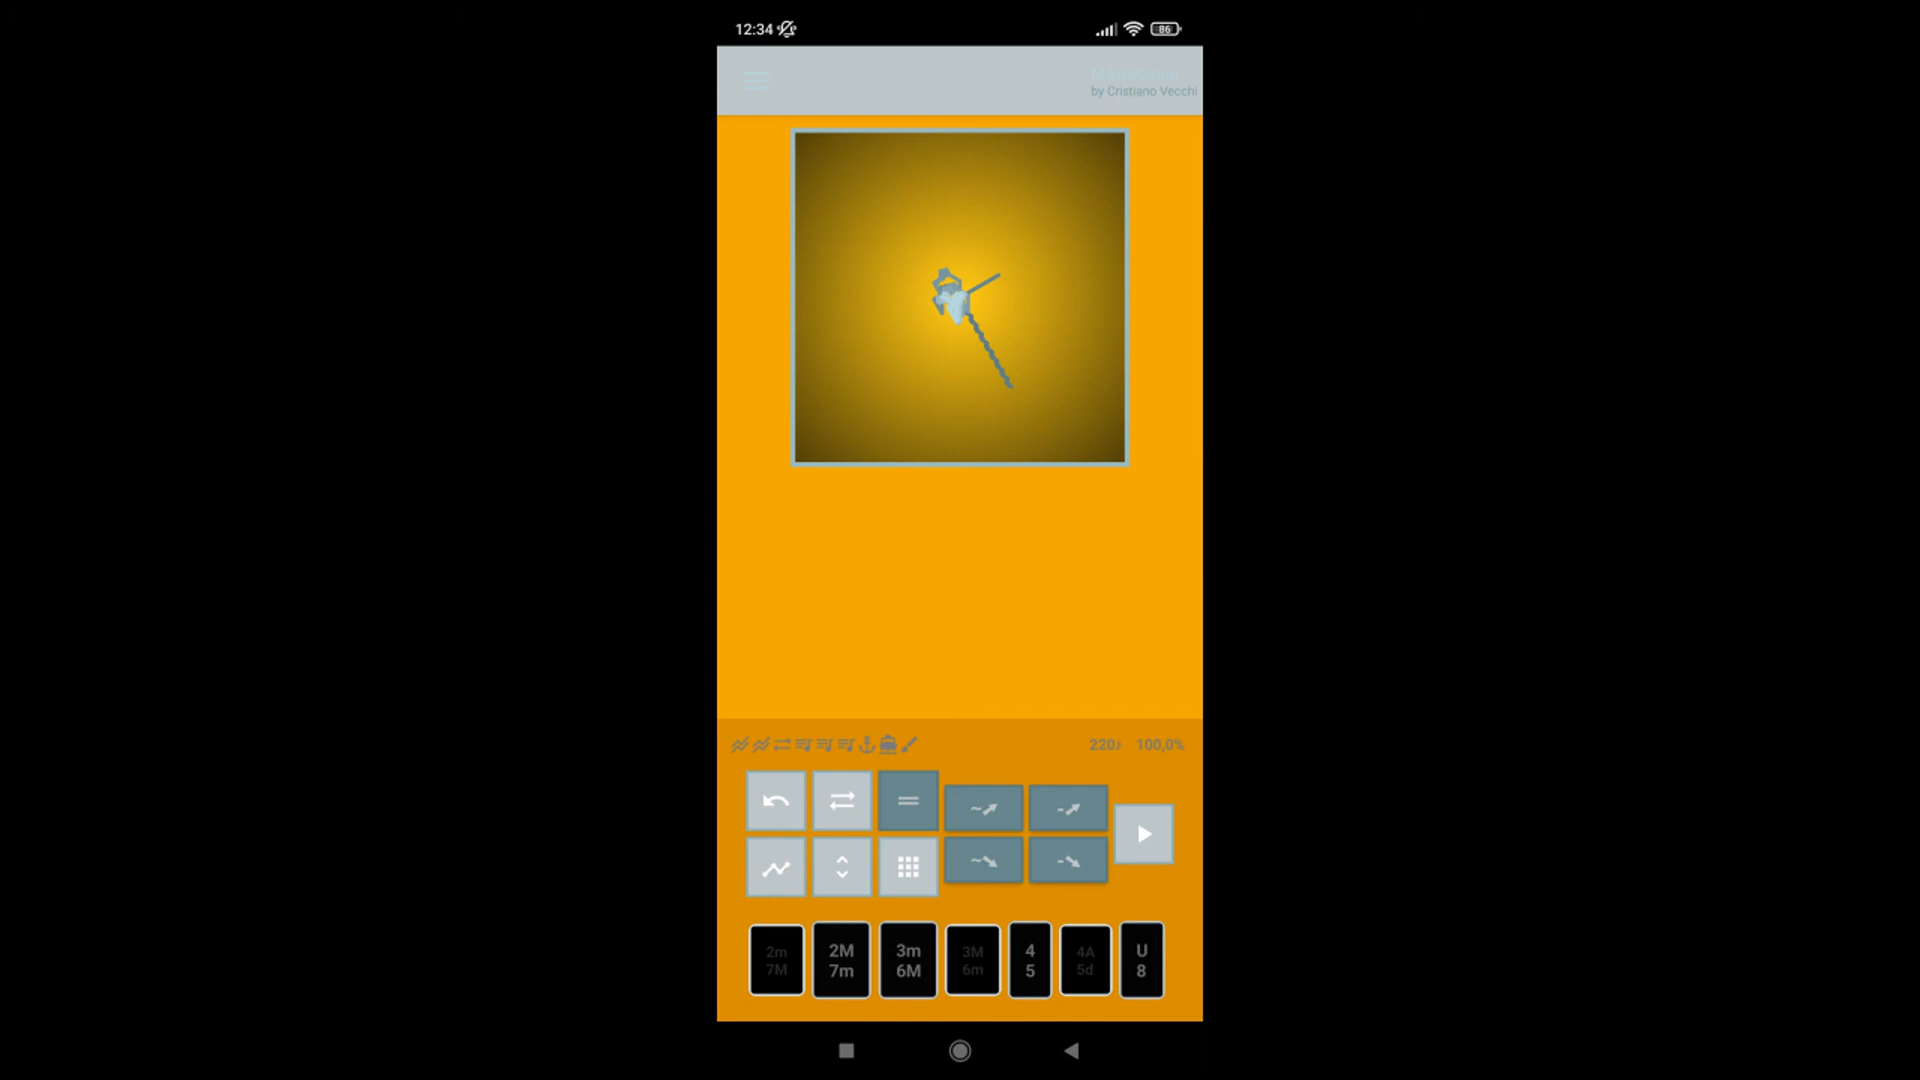 12:34
86
by Cristiano Vecchi
220♪ 100,0%
~ - 
~ -
2m 2M 3m 3M 4 4A U
7M 7m 6M 6m 5 5d 8